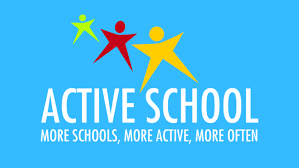 ACTIVE SCHOOL
MORE SCHOOLS, MORE ACTIVE, MORE OFTEN